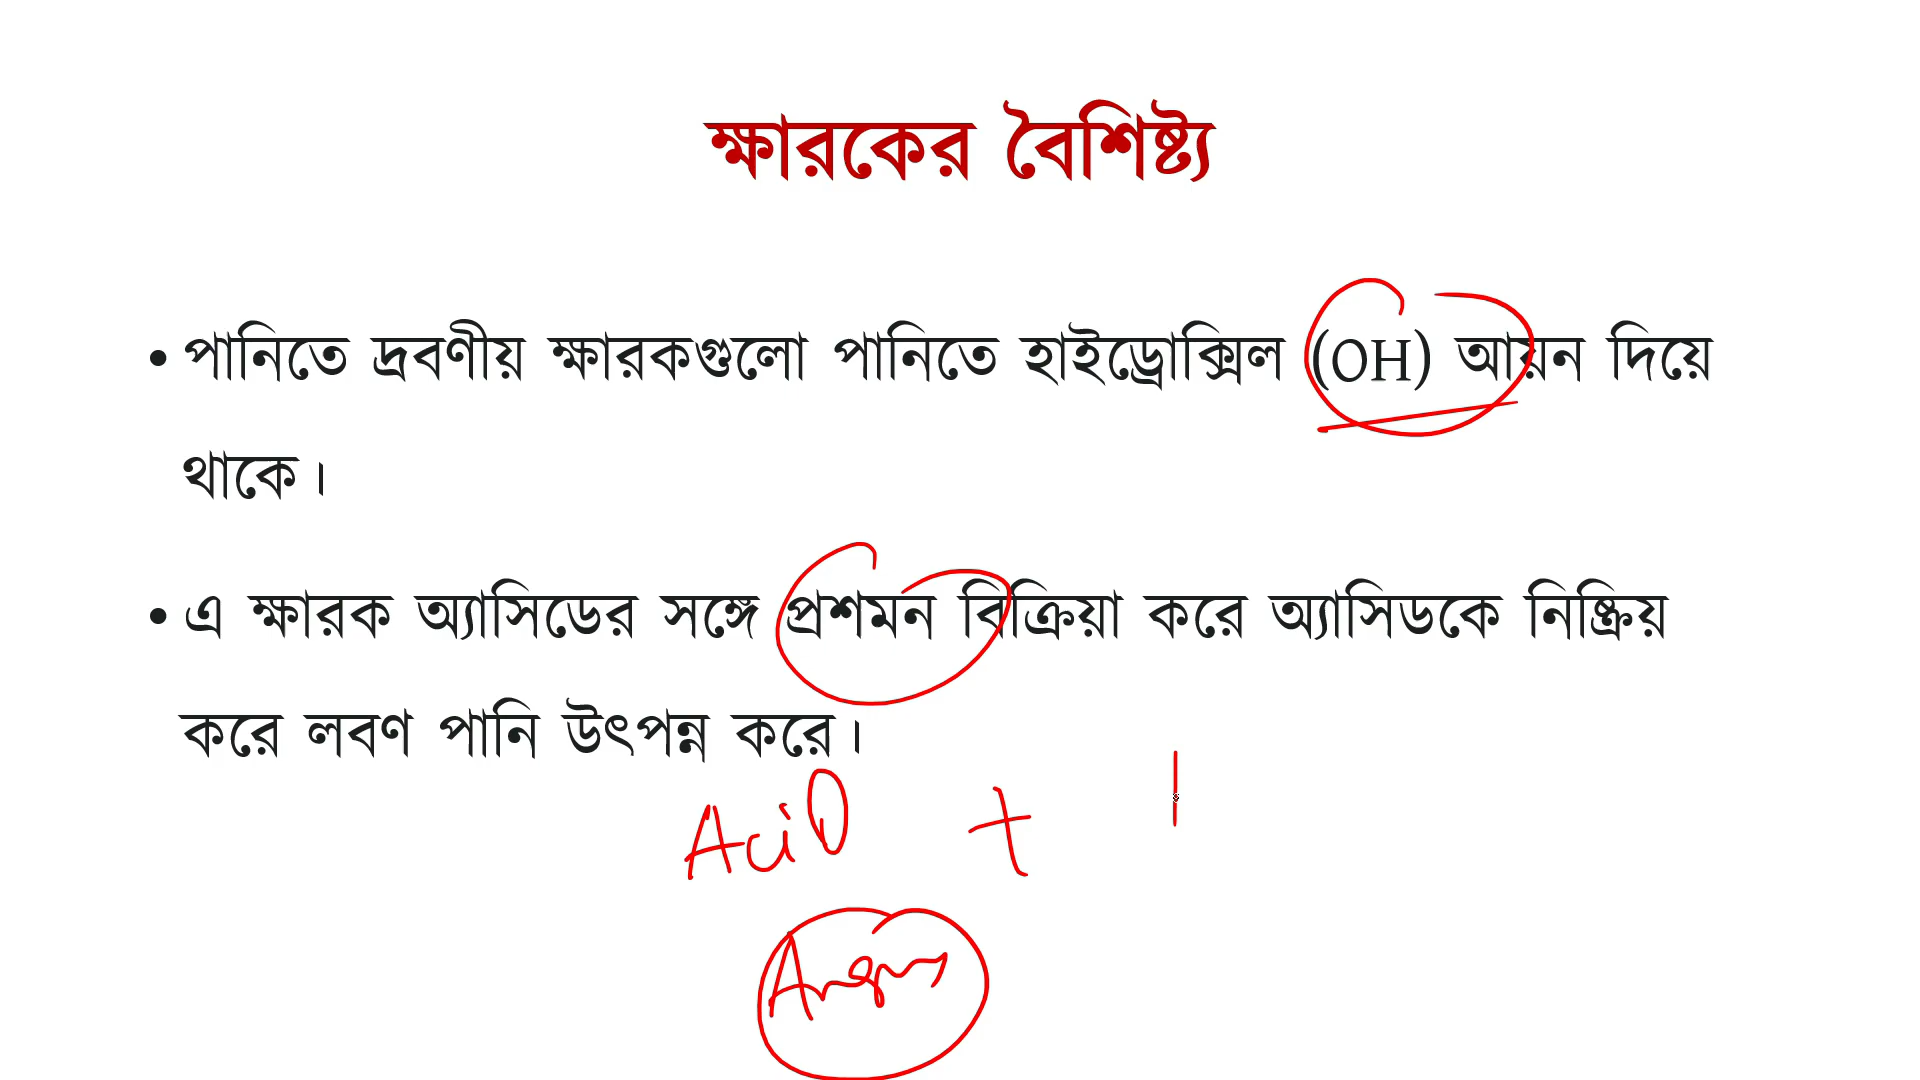 ক্ষারকের বৈশিষ্ট্য
• পানিতে দ্রবণীয় ক্ষারকগুলো পানিতে হাইড্রোক্সিল (OH) আয়ন দিয়ে
থাকে।
• এ ক্ষারক অ্যাসিডের সঙ্গে প্রশমন বিক্রিয়া করে অ্যাসিডকে নিষ্ক্রিয়
করে লবণ পানি উৎপন্ন করে।
AciD +